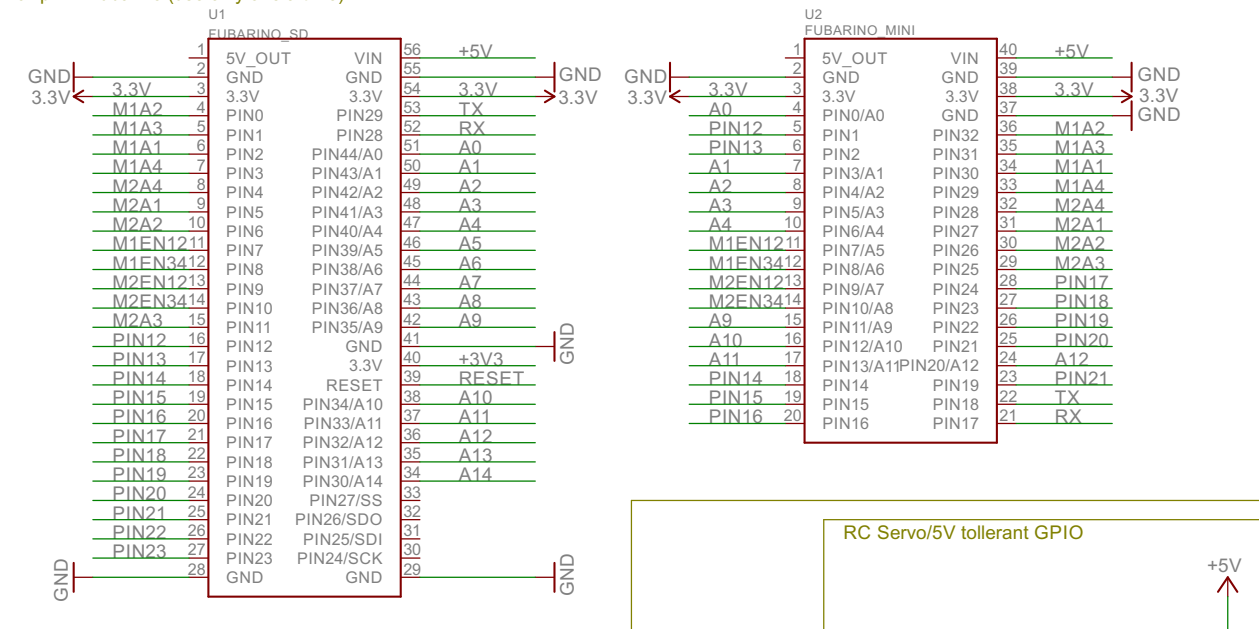 U1
FUBARINO_SD
1 5V_OUT VIN 56 +5V
GND 2 GND GND 55 GND
3.3V 3.3V 3 3.3V 3.3V 54 3.3V 3.3V
M1A2 4 PIN0 PIN29 53 TX
M1A3 5 PIN1 PIN28 52 RX
M1A1 6 PIN2 PIN44/A0 51 A0
M1A4 7 PIN3 PIN43/A1 50 A1
M2A4 8 PIN4 PIN42/A2 49 A2
M2A1 9 PIN5 PIN41/A3 48 A3
M2A2 10 PIN6 PIN40/A4 47 A4
M1EN12 11 PIN7 PIN39/A5 46 A5
M1EN34 12 PIN8 PIN38/A6 45 A6
M2EN12 13 PIN9 PIN37/A7 44 A7
M2EN34 14 PIN10 PIN36/A8 43 A8
M2A3 15 PIN11 PIN35/A9 42 A9
PIN12 16 PIN12 GND 41 GND
PIN13 17 PIN13 3.3V 40 +3V3
PIN14 18 PIN14 RESET 39 RESET
PIN15 19 PIN15 PIN34/A10 38 A10
PIN16 20 PIN16 PIN33/A11 37 A11
PIN17 21 PIN17 PIN32/A12 36 A12
PIN18 22 PIN18 PIN31/A13 35 A13
PIN19 23 PIN19 PIN30/A14 34 A14
PIN20 24 PIN20 PIN27/SS 33
PIN21 25 PIN21 PIN26/SDO 32
PIN22 26 PIN22 PIN25/SDI 31
PIN23 27 PIN23 PIN24/SCK 30
GND 28 GND GND 29 GND
U2
FUBARINO_MINI
1 5V_OUT VIN 40 +5V
GND 2 GND GND 39 GND
3.3V 3.3V 3 3.3V 3.3V 38 3.3V 3.3V
A0 4 PIN0/A0 GND 37 GND
PIN12 5 PIN1 PIN32 36 M1A2
PIN13 6 PIN2 PIN31 35 M1A3
A1 7 PIN3/A1 PIN30 34 M1A1
A2 8 PIN4/A2 PIN29 33 M1A4
A3 9 PIN5/A3 PIN28 32 M2A4
A4 10 PIN6/A4 PIN27 31 M2A1
M1EN12 11 PIN7/A5 PIN26 30 M2A2
M1EN34 12 PIN8/A6 PIN25 29 M2A3
M2EN12 13 PIN9/A7 PIN24 28 PIN17
M2EN34 14 PIN10/A8 PIN23 27 PIN18
A9 15 PIN11/A9 PIN22 26 PIN19
A10 16 PIN12/A10 PIN21 25 PIN20
A11 17 PIN13/A11 PIN20/A12 24 A12
PIN14 18 PIN14 PIN19 23 PIN21
PIN15 19 PIN15 PIN18 22 TX
PIN16 20 PIN16 PIN17 21 RX
RC Servo/5V tollerant GPIO
+5V